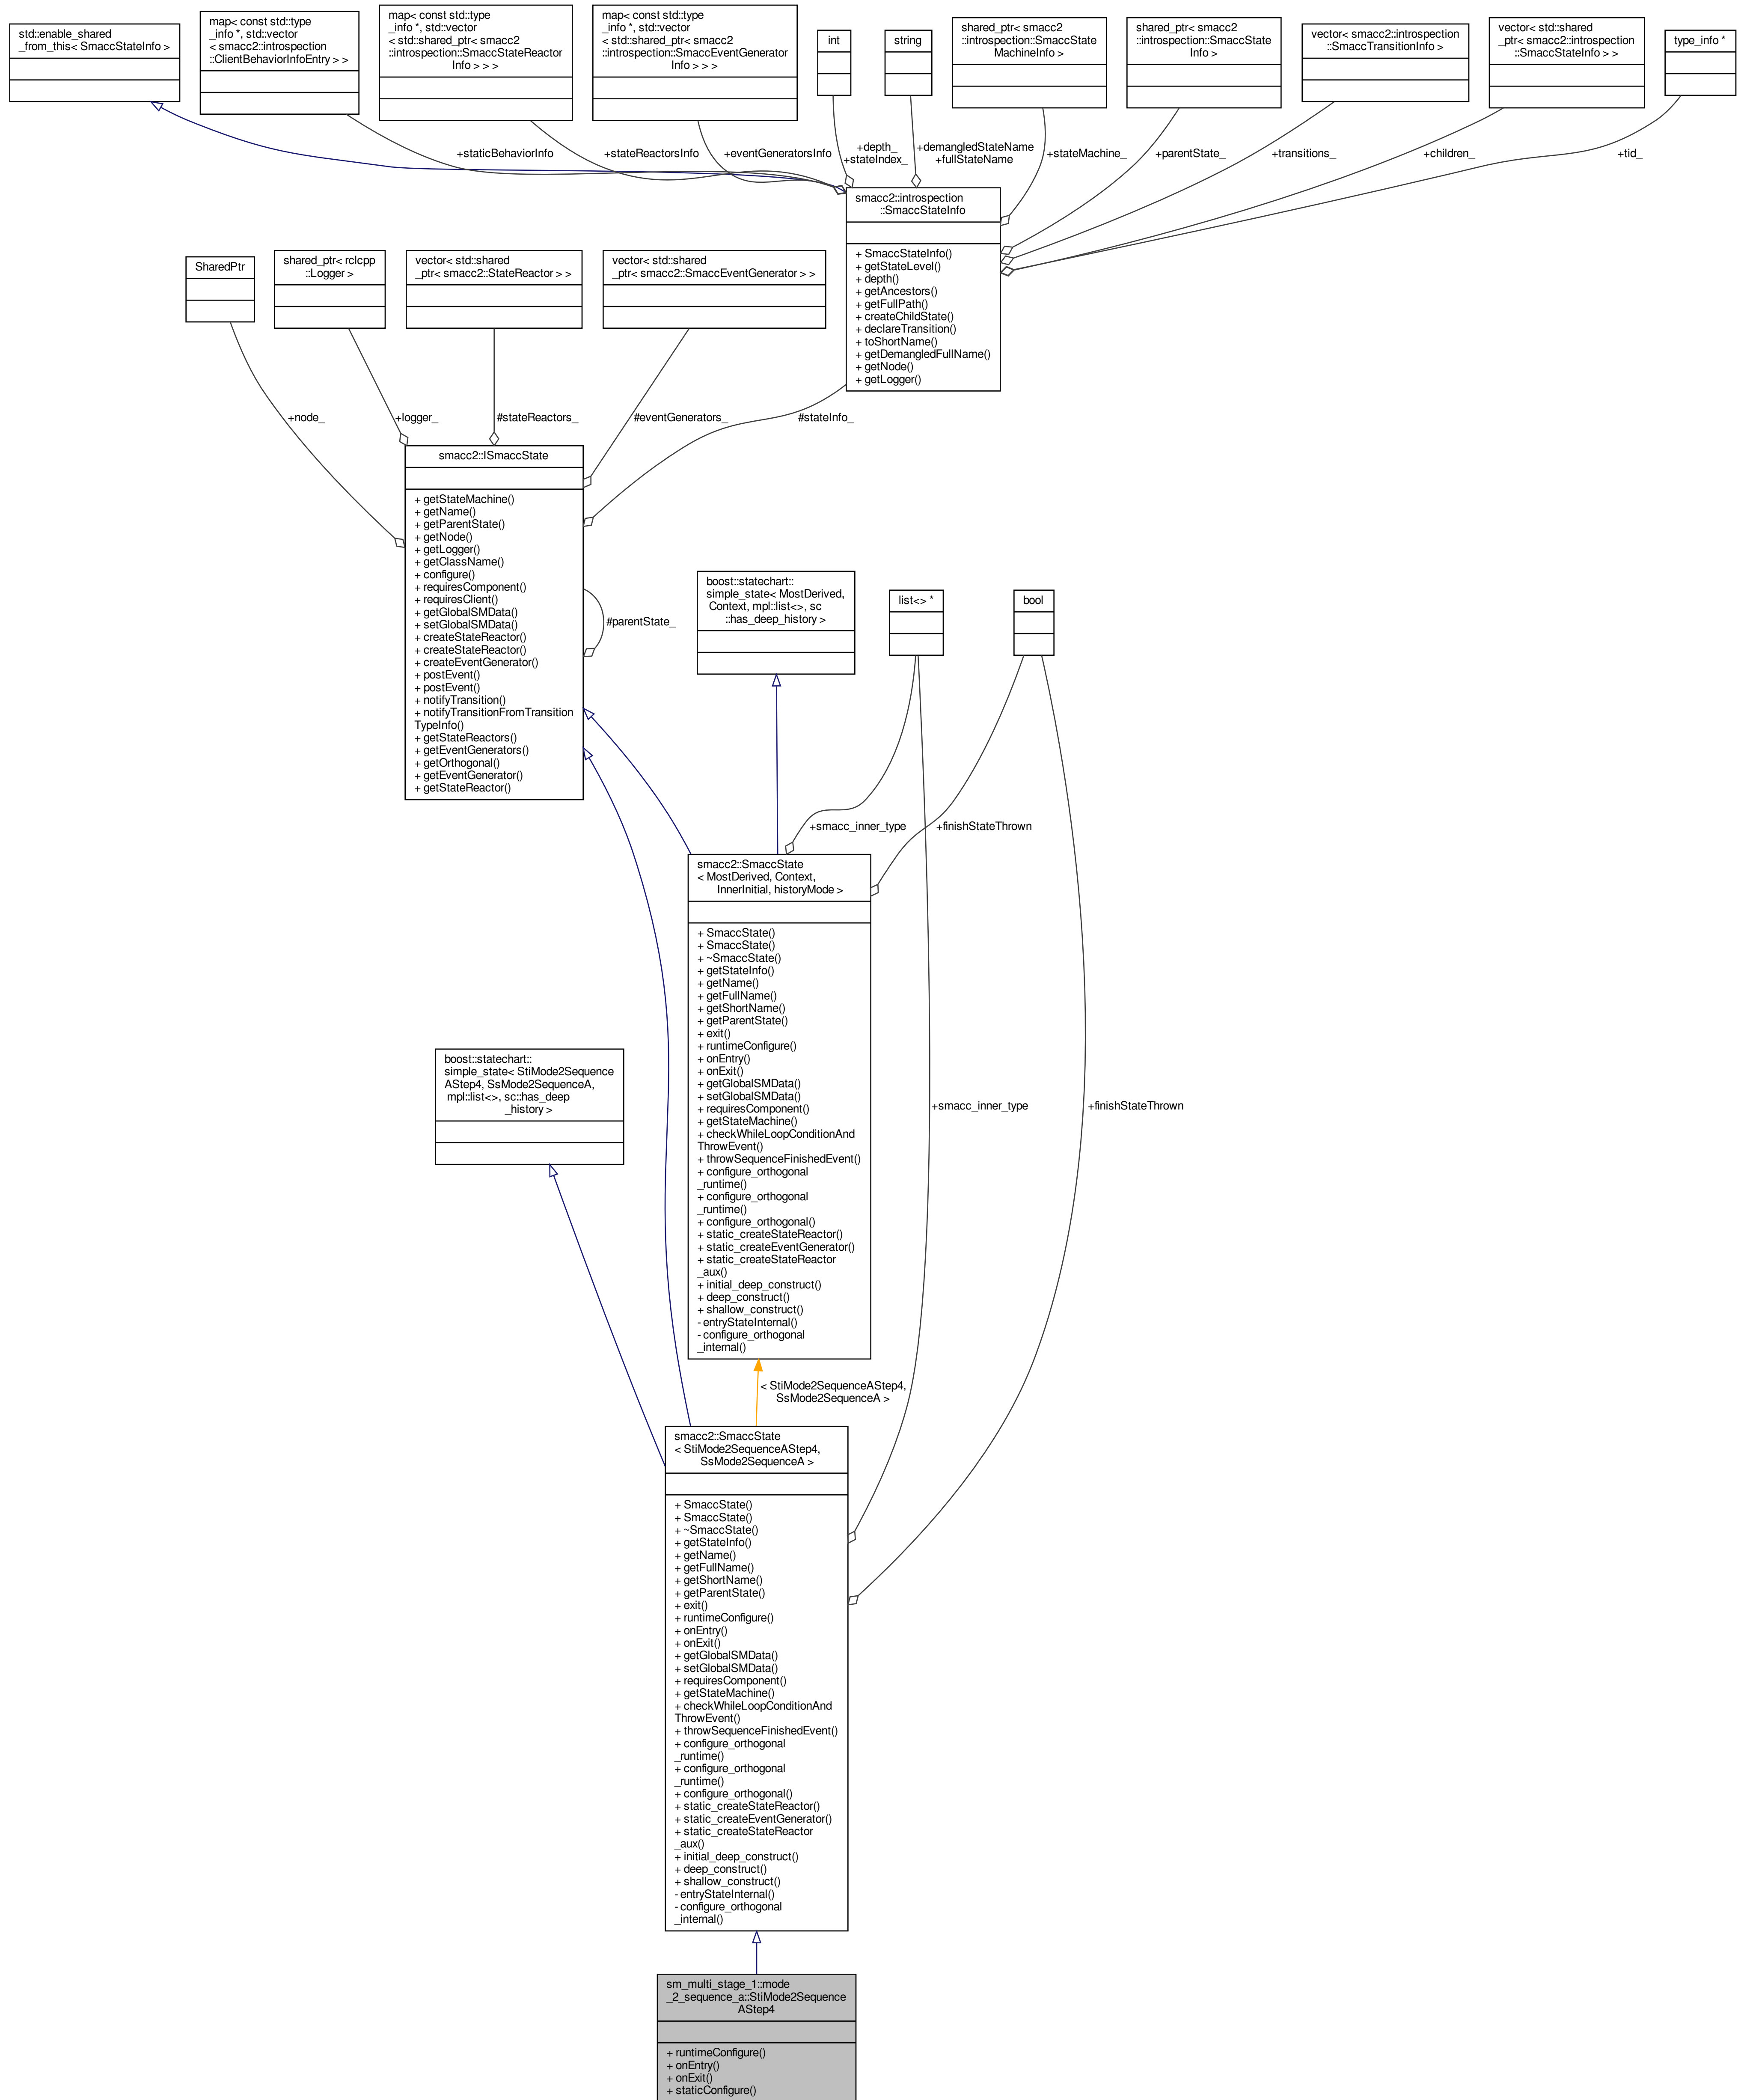 std::enable_shared
_from_this< SmaccStateInfo >
map< const std::type
_info *, std::vector
< smacc2::introspection
::ClientBehaviorInfoEntry > >
map< const std::type
_info *, std::vector
< std::shared_ptr< smacc2
::introspection::SmaccStateReactor
Info > > >
map< const std::type
_info *, std::vector
< std::shared_ptr< smacc2
::introspection::SmaccEventGenerator
Info > > >
int
string
shared_ptr< smacc2
::introspection::SmaccState
MachineInfo >
shared_ptr< smacc2
::introspection::SmaccState
Info >
vector< smacc2::introspection
::SmaccTransitionInfo >
vector< std::shared
_ptr< smacc2::introspection
::SmaccStateInfo > >
type_info *
+staticBehaviorInfo
+stateReactorsInfo
+eventGeneratorsInfo
+depth_
+stateIndex_
+demangledStateName
+fullStateName
+stateMachine_
+parentState_
+transitions_
+children_
+tid_
smacc2::introspection
::SmaccStateInfo
+ SmaccStateInfo()
+ getStateLevel()
+ depth()
+ getAncestors()
+ getFullPath()
+ createChildState()
+ declareTransition()
+ toShortName()
+ getDemangledFullName()
+ getNode()
+ getLogger()
SharedPtr
shared_ptr< rclcpp
::Logger >
vector< std::shared
_ptr< smacc2::StateReactor > >
vector< std::shared
_ptr< smacc2::SmaccEventGenerator > >
+node_
+logger_
#stateReactors_
#eventGenerators_
#stateInfo_
smacc2::ISmaccState
+ getStateMachine()
+ getName()
+ getParentState()
+ getNode()
+ getLogger()
+ getClassName()
+ configure()
+ requiresComponent()
+ requiresClient()
+ getGlobalSMData()
+ setGlobalSMData()
+ createStateReactor()
+ createStateReactor()
+ createEventGenerator()
+ postEvent()
+ postEvent()
+ notifyTransition()
+ notifyTransitionFromTransition
TypeInfo()
+ getStateReactors()
+ getEventGenerators()
+ getOrthogonal()
+ getEventGenerator()
+ getStateReactor()
#parentState_
boost::statechart::
simple_state< MostDerived,
Context, mpl::list<>, sc
::has_deep_history >
list<> *
bool
+smacc_inner_type
+finishStateThrown
smacc2::SmaccState
< MostDerived, Context,
InnerInitial, historyMode >
+ SmaccState()
+ SmaccState()
+ ~SmaccState()
+ getStateInfo()
+ getName()
+ getFullName()
+ getShortName()
+ getParentState()
+ exit()
+ runtimeConfigure()
+ onEntry()
+ onExit()
+ getGlobalSMData()
+ setGlobalSMData()
+ requiresComponent()
+ getStateMachine()
+ checkWhileLoopConditionAnd
ThrowEvent()
+ throwSequenceFinishedEvent()
+ configure_orthogonal
_runtime()
+ configure_orthogonal
_runtime()
+ configure_orthogonal()
+ static_createStateReactor()
+ static_createEventGenerator()
+ static_createStateReactor
_aux()
+ initial_deep_construct()
+ deep_construct()
+ shallow_construct()
- entryStateInternal()
- configure_orthogonal
_internal()
boost::statechart::
simple_state< StiMode2Sequence
AStep4, SsMode2SequenceA,
mpl::list<>, sc::has_deep
_history >
+smacc_inner_type
+finishStateThrown
< StiMode2SequenceAStep4,
SsMode2SequenceA >
smacc2::SmaccState
< StiMode2SequenceAStep4,
SsMode2SequenceA >
+ SmaccState()
+ SmaccState()
+ ~SmaccState()
+ getStateInfo()
+ getName()
+ getFullName()
+ getShortName()
+ getParentState()
+ exit()
+ runtimeConfigure()
+ onEntry()
+ onExit()
+ getGlobalSMData()
+ setGlobalSMData()
+ requiresComponent()
+ getStateMachine()
+ checkWhileLoopConditionAnd
ThrowEvent()
+ throwSequenceFinishedEvent()
+ configure_orthogonal
_runtime()
+ configure_orthogonal
_runtime()
+ configure_orthogonal()
+ static_createStateReactor()
+ static_createEventGenerator()
+ static_createStateReactor
_aux()
+ initial_deep_construct()
+ deep_construct()
+ shallow_construct()
- entryStateInternal()
- configure_orthogonal
_internal()
sm_multi_stage_1::mode
_2_sequence_a::StiMode2Sequence
AStep4
+ runtimeConfigure()
+ onEntry()
+ onExit()
+ staticConfigure()